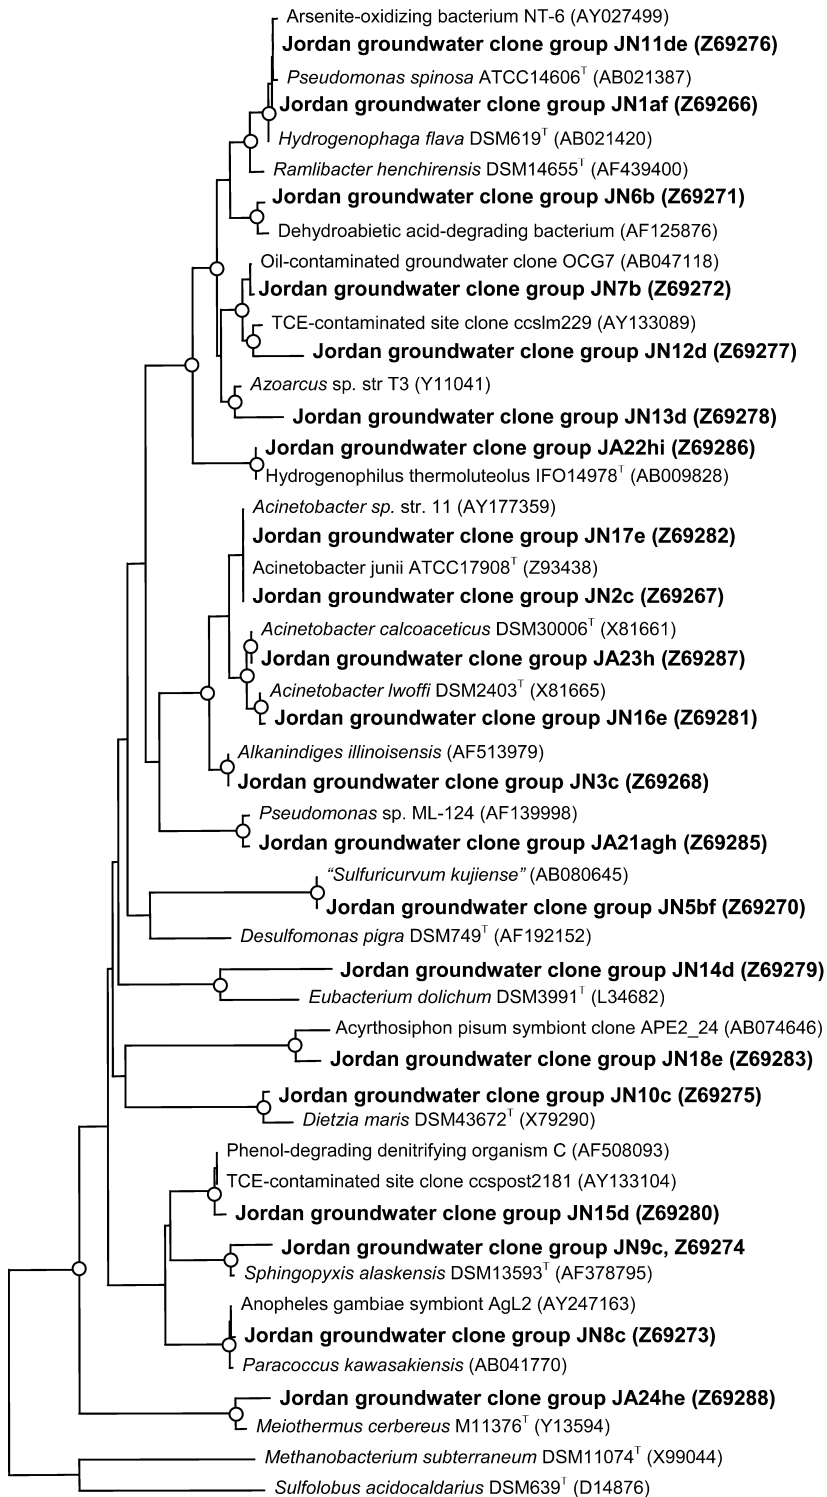 Arsenite-oxidizing bacterium NT-6 (AY027499)
Jordan groundwater clone group JN11de (Z69276)
Pseudomonas spinosa ATCC14606T (AB021387)
Jordan groundwater clone group JN1af (Z69266)
Hydrogenophaga flava DSM619T (AB021420)
Ramlibacter henchirensis DSM14655T (AF439400)
Jordan groundwater clone group JN6b (Z69271)
Dehydroabietic acid-degrading bacterium (AF125876)
Oil-contaminated groundwater clone OCG7 (AB047118)
Jordan groundwater clone group JN7b (Z69272)
TCE-contaminated site clone ccslm229 (AY133089)
Jordan groundwater clone group JN12d (Z69277)
Azoarcus sp. str T3 (Y11041)
Jordan groundwater clone group JN13d (Z69278)
Jordan groundwater clone group JA22hi (Z69286)
Hydrogenophilus thermoluteolus IFO14978T (AB009828)
Acinetobacter sp. str. 11 (AY177359)
Jordan groundwater clone group JN17e (Z69282)
Acinetobacter junii ATCC17908T (Z93438)
Jordan groundwater clone group JN2c (Z69267)
Acinetobacter calcoaceticus DSM30006T (X81661)
Jordan groundwater clone group JA23h (Z69287)
Acinetobacter lwoffi DSM2403T (X81665)
Jordan groundwater clone group JN16e (Z69281)
Alkanindiges illinoisensis (AF513979)
Jordan groundwater clone group JN3c (Z69268)
Pseudomonas sp. ML-124 (AF139998)
Jordan groundwater clone group JA21agh (Z69285)
“Sulfuricurvum kujiense” (AB080645)
Jordan groundwater clone group JN5bf (Z69270)
Desulfomonas pigra DSM749T (AF192152)
Jordan groundwater clone group JN14d (Z69279)
Eubacterium dolichum DSM3991T (L34682)
Acyrthosiphon pisum symbiont clone APE2_24 (AB074646)
Jordan groundwater clone group JN18e (Z69283)
Jordan groundwater clone group JN10c (Z69275)
Dietzia maris DSM43672T (X79290)
Phenol-degrading denitrifying organism C (AF508093)
TCE-contaminated site clone ccspost2181 (AY133104)
Jordan groundwater clone group JN15d (Z69280)
Jordan groundwater clone group JN9c, Z69274
Sphingopyxis alaskensis DSM13593T (AF378795)
Anopheles gambiae symbiont AgL2 (AY247163)
Jordan groundwater clone group JN8c (Z69273)
Paracoccus kawasakiensis (AB041770)
Jordan groundwater clone group JA24he (Z69288)
Meiothermus cerbereus M11376T (Y13594)
Methanobacterium subterraneum DSM11074T (X99044)
Sulfolobus acidocaldarius DSM639T (D14876)